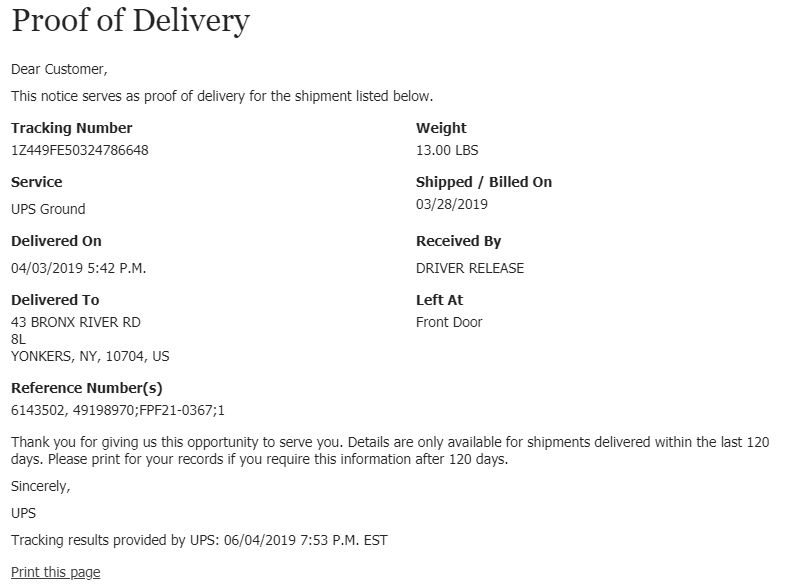 Proof of Delivery
Dear Customer,
This notice serves as proof of delivery for the shipment listed below.
Tracking Number
1Z449FE50324786648
Weight
13.00 LBS
Service
UPS Ground
Shipped / Billed On
03/28/2019
Delivered On
04/03/2019 5:42 P.M.
Received By
DRIVER RELEASE
Delivered To
43 BRONX RIVER RD
8L
YONKERS, NY, 10704, US
Left At
Front Door
Reference Number(s)
6143502, 49198970;FPF21-0367;1
Thank you for giving us this opportunity to serve you. Details are only available for shipments delivered within the last 120
days. Please print for your records if you require this information after 120 days.
Sincerely,
UPS
Tracking results provided by UPS: 06/04/2019 7:53 P.M. EST
Print this page